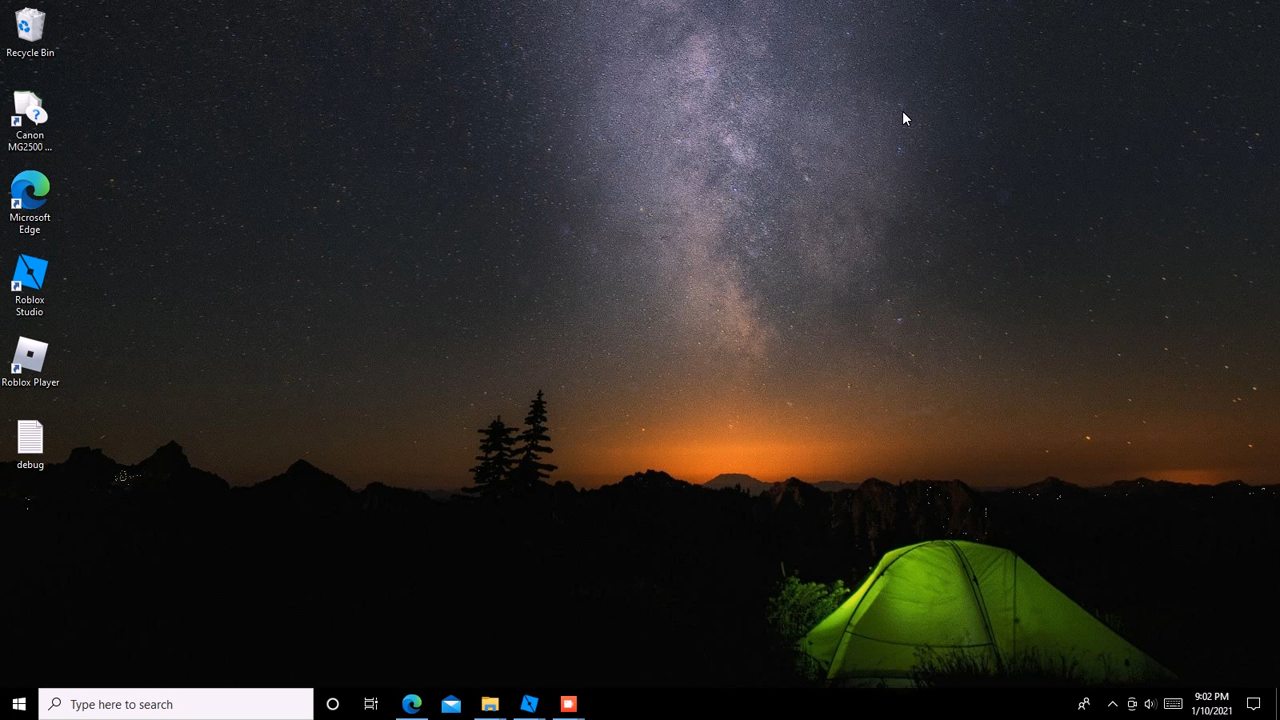 Recycle Bin
Canon
MG2500 ...
Microsoft
Edge
Roblox
Studio
Roblox Player
debug
Type here to search
9:02 PM
1/10/2021